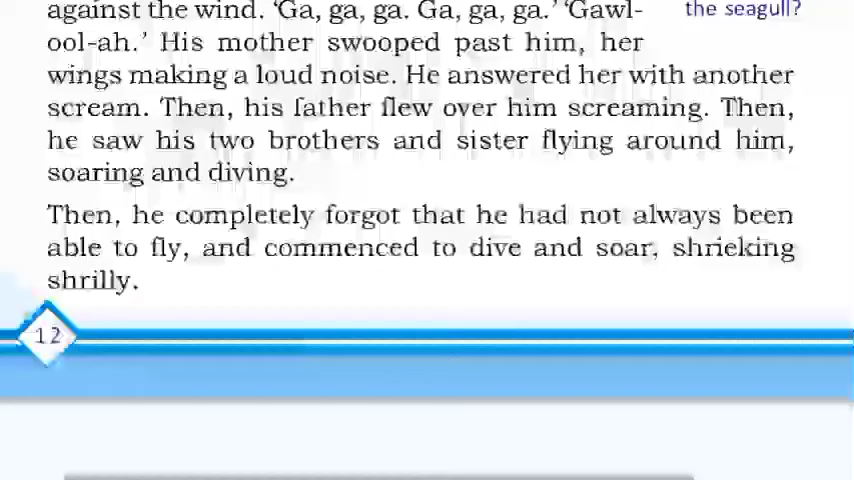 against the wind. 'Ga, ga, ga. Ga, ga, ga.' 'Gawl-
the seagull?
ool-ah.' His mother swooped past him, her
wings making a loud noise. He answered her with another
scream. Then, his father flew over him screaming. Then,
he saw his two brothers and sister flying around him,
soaring and diving.
Then, he completely forgot that he had not always been
able to fly, and commenced to dive and soar, shrieking
shrilly.
12